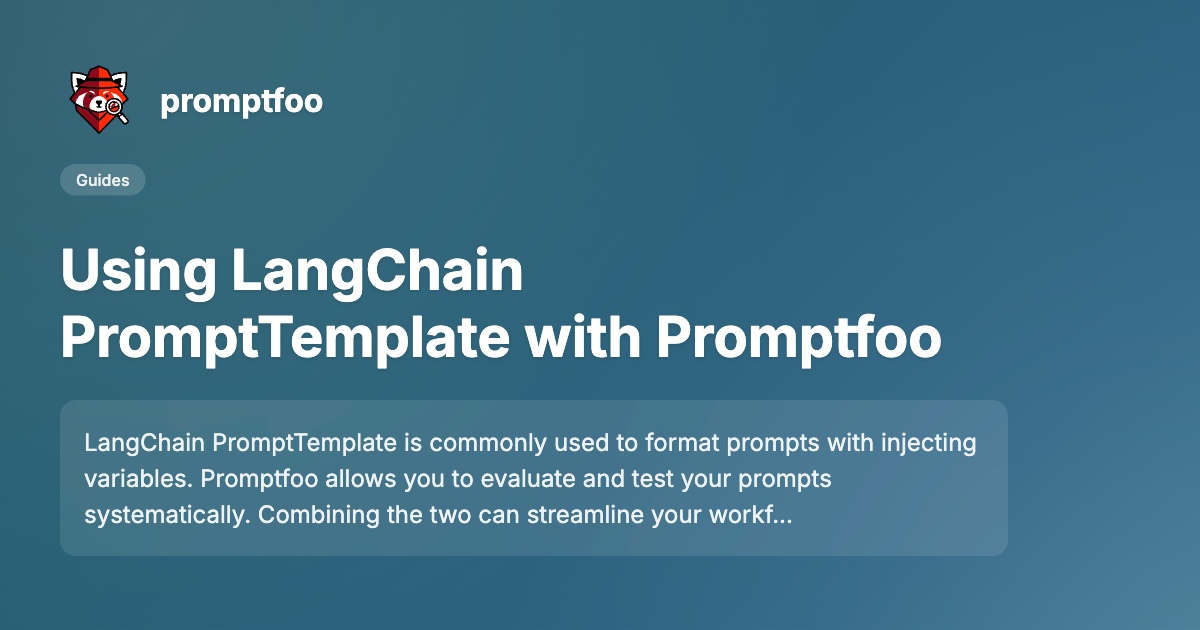 promptfoo
Guides
Using LangChain
PromptTemplate with Promptfoo
LangChain PromptTemplate is commonly used to format prompts with injecting
variables. Promptfoo allows you to evaluate and test your prompts
systematically. Combining the two can streamline your workf...